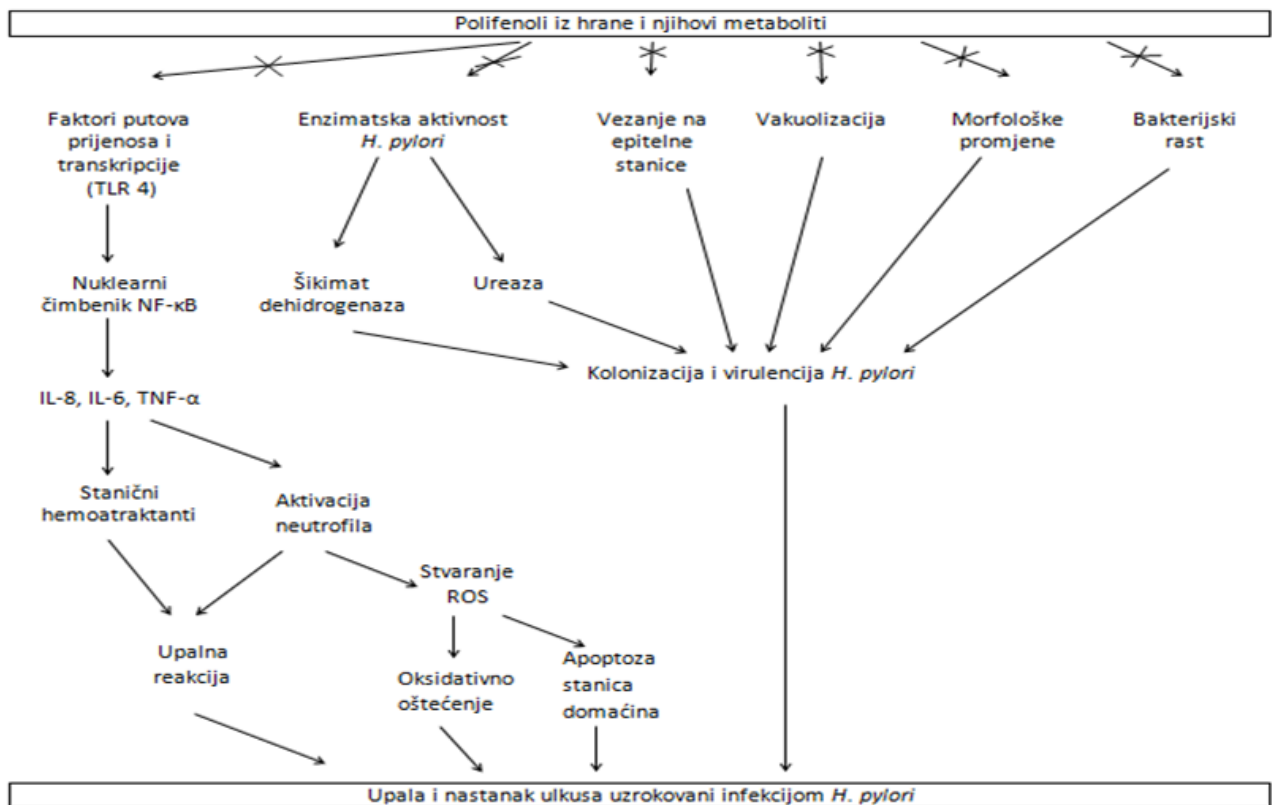 Polifenoli iz hrane i njihovi metaboliti
Faktori putova
prijenosa i
transkripcije
(TLR 4)
Enzimatska aktivnost
H. pylori
Vezanje na
epitelne
stanice
Vakuolizacija
Morfološke
promjene
Bakterijski
rast
Nuklearni
čimbenik NF-κB
Šikimat
dehidrogenaza
Ureaza
Kolonizacija i virulencija H. pylori
IL-8, IL-6, TNF-α
Stanični
hemoatraktanti
Aktivacija
neutrofila
Stvaranje
ROS
Upalna
reakcija
Oksidativno
oštećenje
Apoptoza
stanica
domaćina
Upala i nastanak ulkusa uzrokovani infekcijom H. pylori